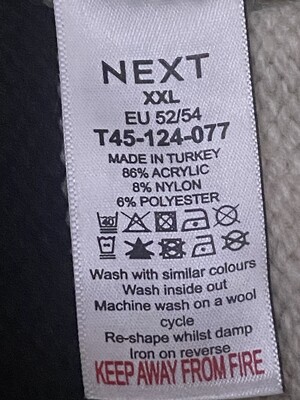 NEXT
XXL
EU 52/54
T45-124-077
MADE IN TURKEY
86% ACRYLIC
8% NYLON
6% POLYESTER
40
Wash with similar colours
Wash inside out
Machine wash on a wool
cycle
Re-shape whilst damp
Iron on reverse
KEEP AWAY FROM FIRE